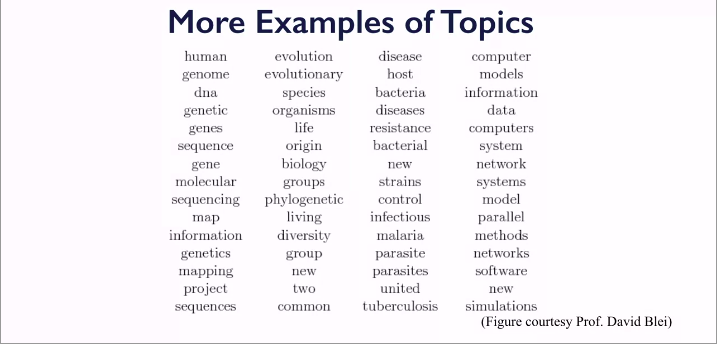 More Examples of Topics
human evolution disease computer
genome evolutionary host models
dna species bacteria information
genetic organisms diseases data
genes life resistance computers
sequence origin bacterial system
gene biology new network
molecular groups strains systems
sequencing phylogenetic control model
map living infectious parallel
information diversity malaria methods
genetics group parasite networks
mapping new parasites software
project two united new
sequences common tuberculosis simulations
(Figure courtesy Prof. David Blei)